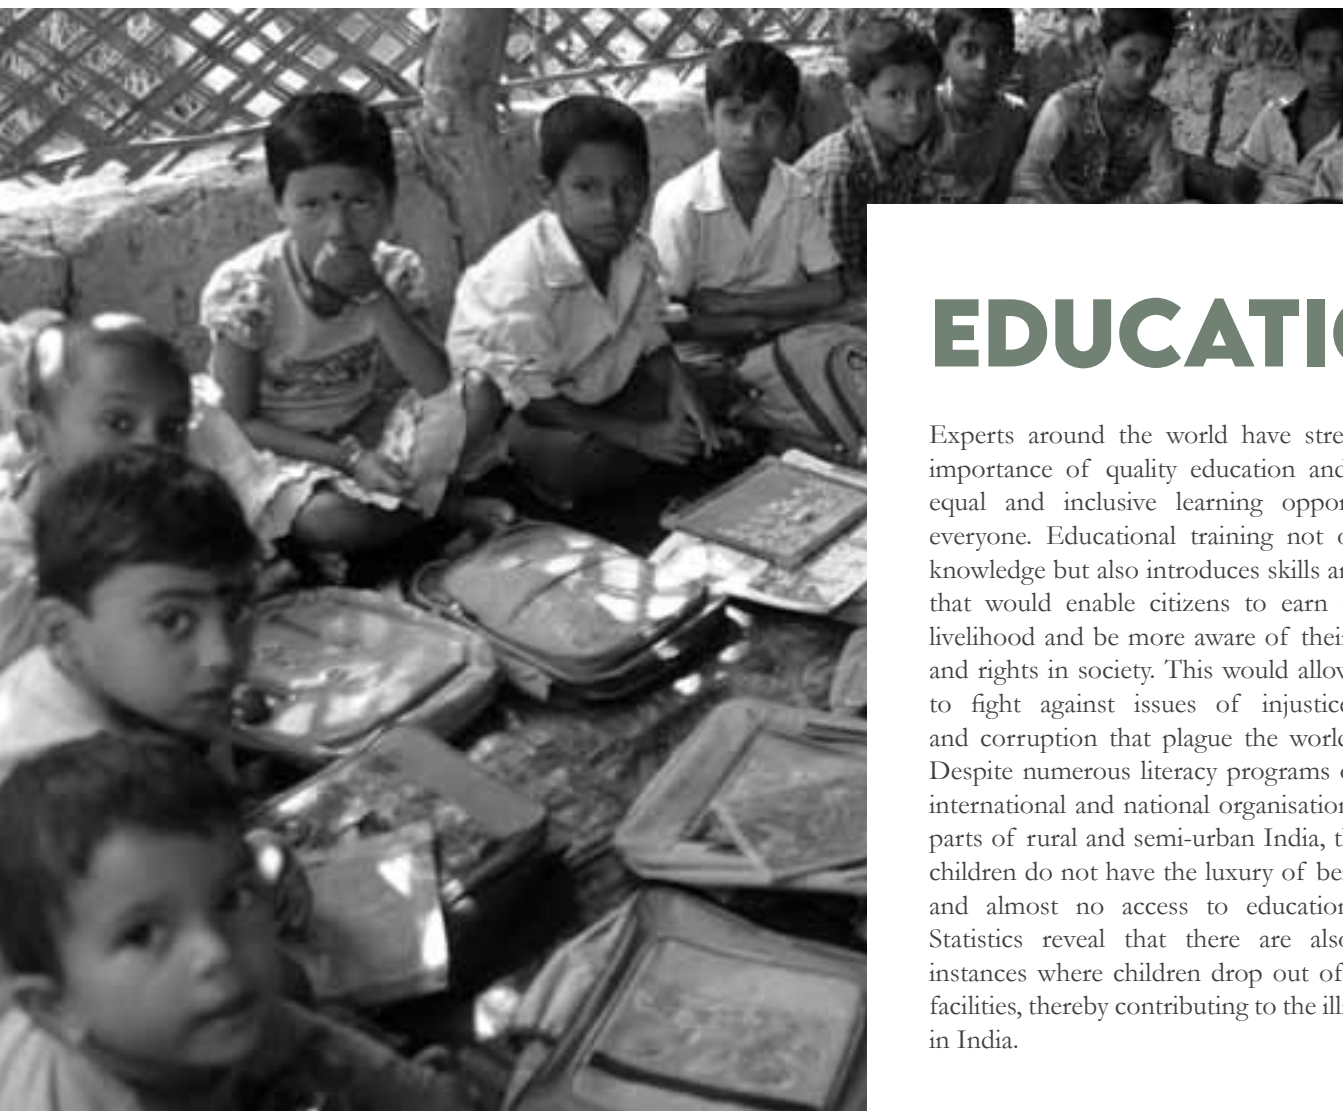 EDUCATI
Experts around the world have stre
importance of quality education and
equal and inclusive learning oppor
everyone. Educational training not
knowledge but also introduces skills
that would enable citizens to earn
livelihood and be more aware of their
and rights in society. This would allow
to fight against issues of injustice
and corruption that plague the world
Despite numerous literacy programs
international and national organisation
parts of rural and semi-urban India,
children do not have the luxury of be
and almost no access to education
Statistics reveal that there are also
instances where children drop out of
facilities, thereby contributing to the ill
in India.